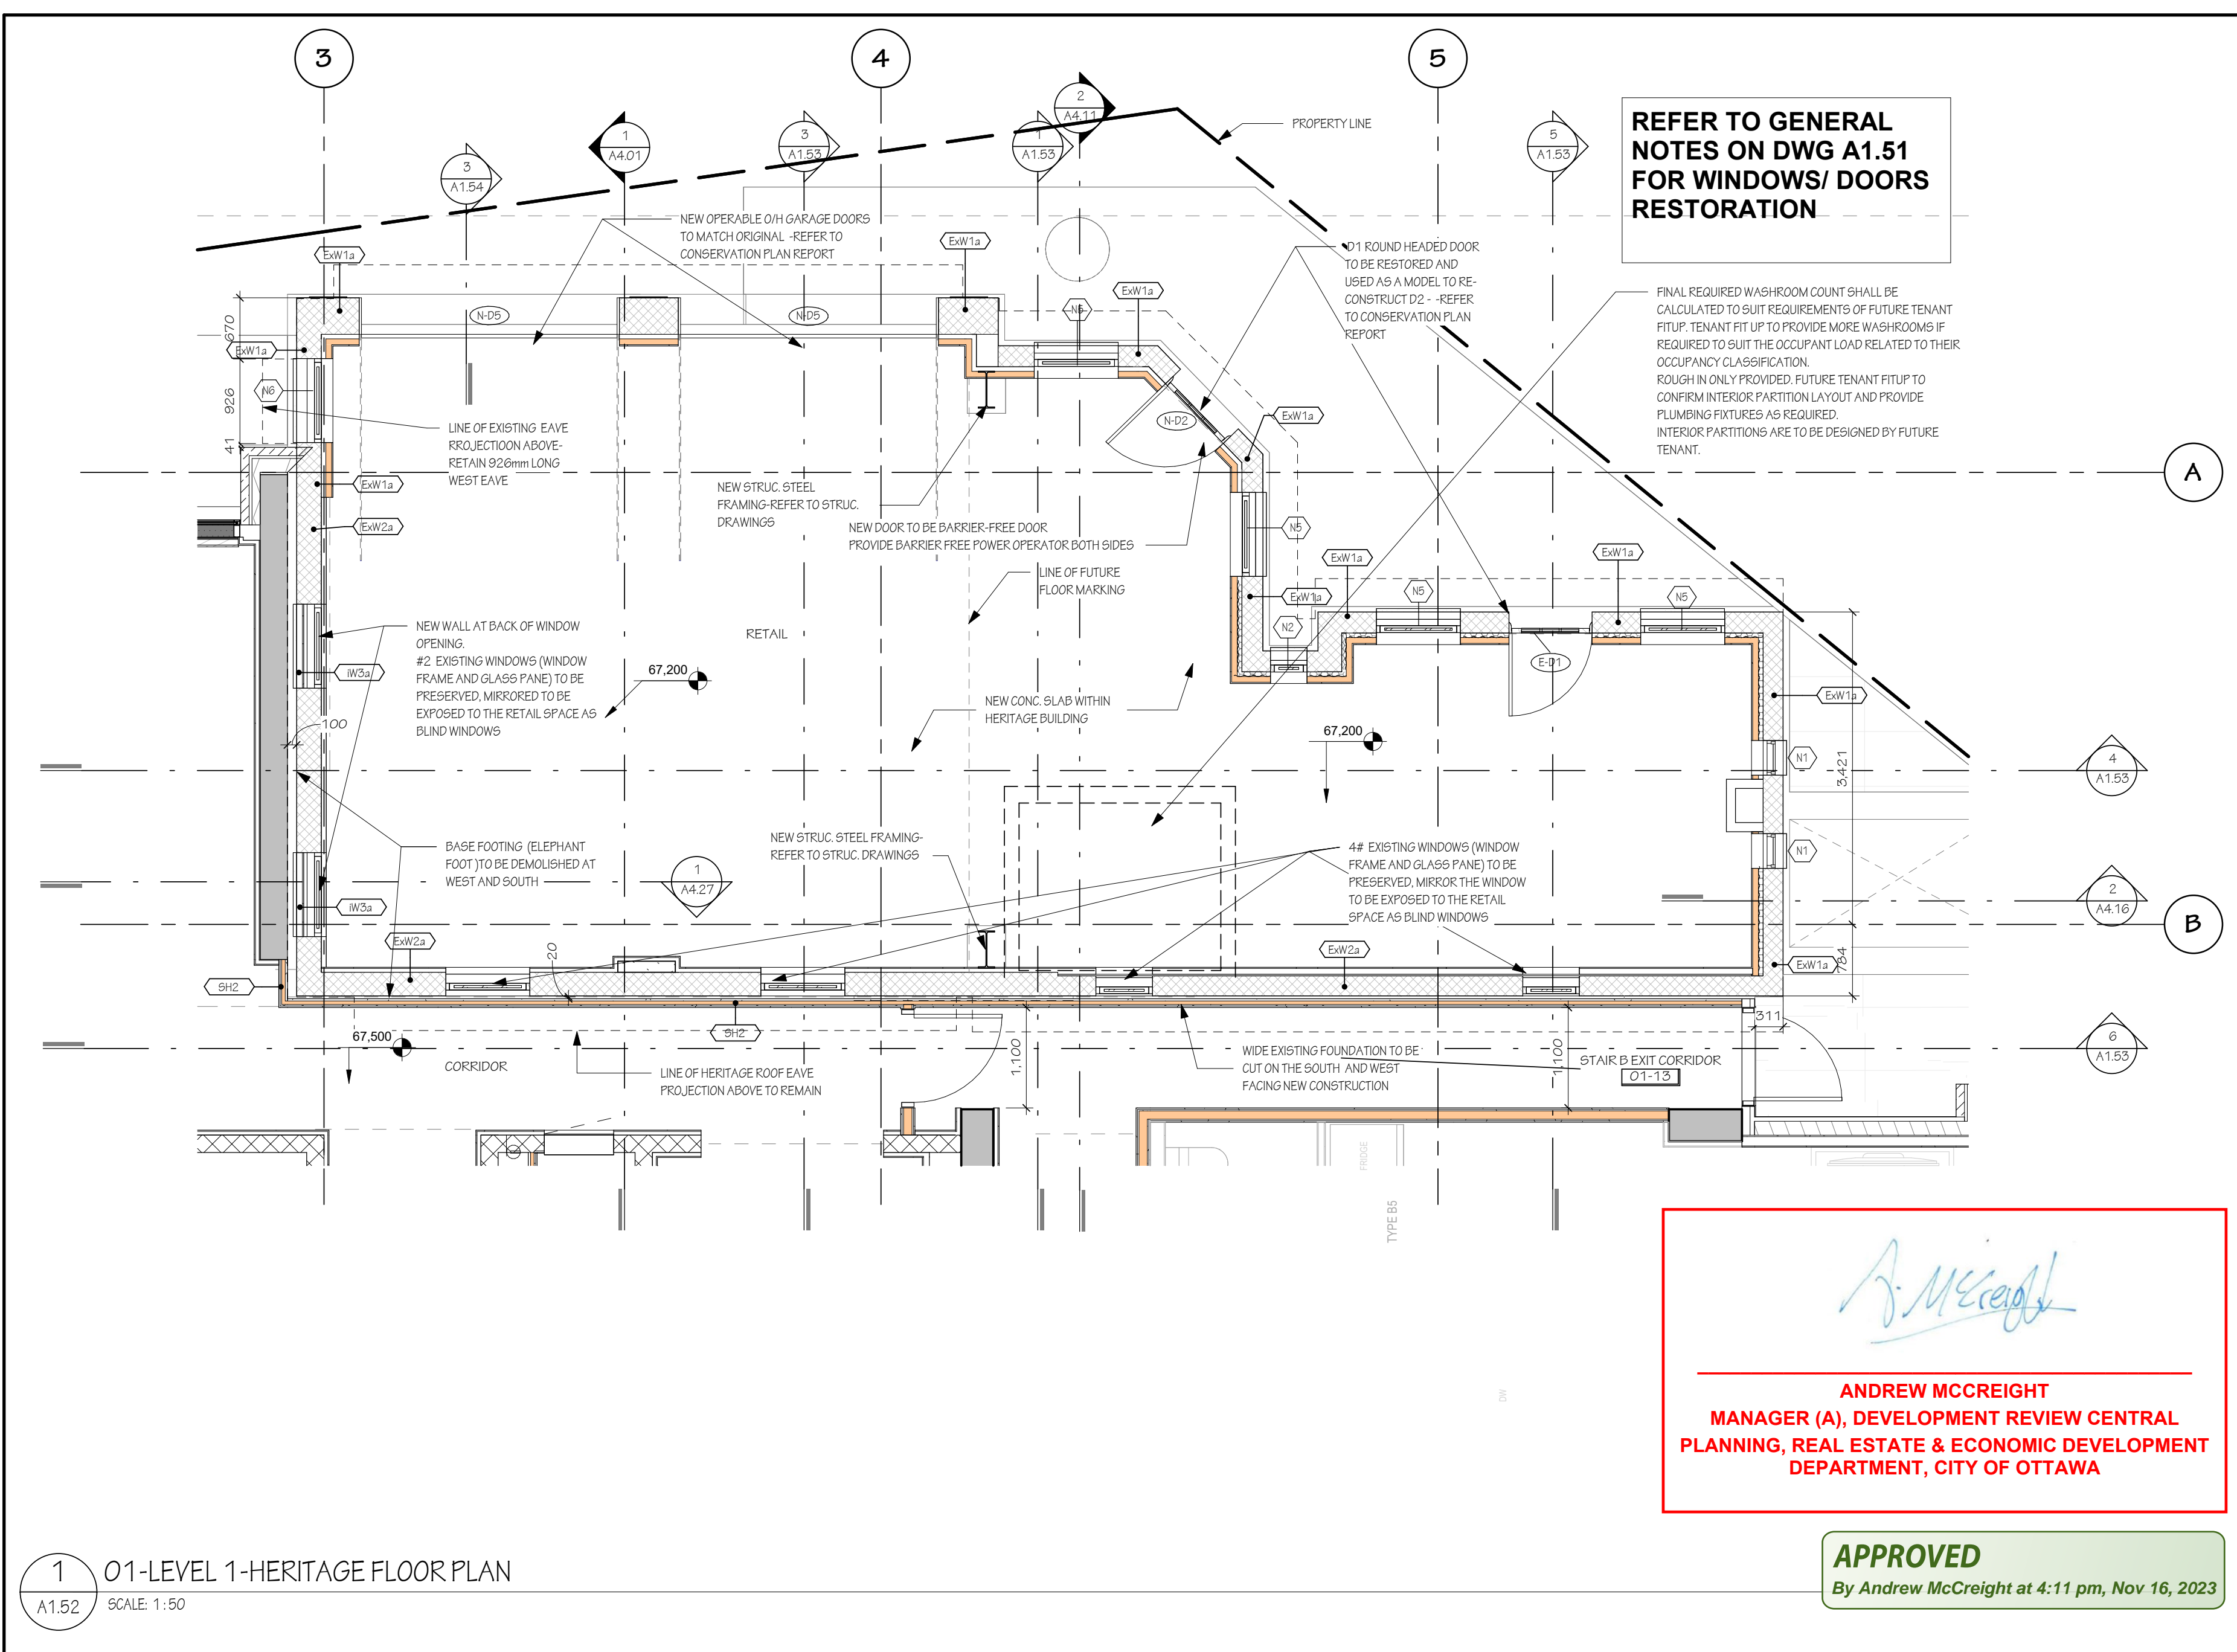 3
4
5
2
A4.11
1
A4.01
3
A1.53
1
A1.53
5
A1.53
3
A1.54
PROPERTY LINE
REFER TO GENERAL
NOTES ON DWG A1.51
FOR WINDOWS/ DOORS
RESTORATION
NEW OPERABLE O/H GARAGE DOORS
TO MATCH ORIGINAL -REFER TO
CONSERVATION PLAN REPORT
D1 ROUND HEADED DOOR
TO BE RESTORED AND
USED AS A MODEL TO RE-
CONSTRUCT D2 - -REFER
TO CONSERVATION PLAN
REPORT
FINAL REQUIRED WASHROOM COUNT SHALL BE
CALCULATED TO SUIT REQUIREMENTS OF FUTURE TENANT
FITUP. TENANT FIT UP TO PROVIDE MORE WASHROOMS IF
REQUIRED TO SUIT THE OCCUPANT LOAD RELATED TO THEIR
OCCUPANCY CLASSIFICATION.
ROUGH IN ONLY PROVIDED. FUTURE TENANT FITUP TO
CONFIRM INTERIOR PARTITION LAYOUT AND PROVIDE
PLUMBING FIXTURES AS REQUIRED.
INTERIOR PARTITIONS ARE TO BE DESIGNED BY FUTURE
TENANT.
ExW1a
ExW1a
ExW1a
N5
N-D5
N-D5
670
ExW1a
926
N6
41
LINE OF EXISTING EAVE
RROJECTIOON ABOVE-
RETAIN 926mm LONG
WEST EAVE
N-D2
ExW1a
A
ExW1a
ExW2a
NEW STRUC. STEEL
FRAMING-REFER TO STRUC.
DRAWINGS
NEW DOOR TO BE BARRIER-FREE DOOR
PROVIDE BARRIER FREE POWER OPERATOR BOTH SIDES
N5
ExW1a
ExW1a
LINE OF FUTURE
FLOOR MARKING
ExW1a
N5
N5
N2
E-D1
NEW WALL AT BACK OF WINDOW
OPENING.
#2 EXISTING WINDOWS (WINDOW
FRAME AND GLASS PANE) TO BE
PRESERVED, MIRRORED TO BE
EXPOSED TO THE RETAIL SPACE AS
BLIND WINDOWS
RETAIL
IW3a
67,200
100
NEW CONC. SLAB WITHIN
HERITAGE BUILDING
67,200
ExW1a
N1
3,421
4
A1.53
BASE FOOTING (ELEPHANT
FOOT )TO BE DEMOLISHED AT
WEST AND SOUTH
1
A4.27
NEW STRUC. STEEL FRAMING-
REFER TO STRUC. DRAWINGS
4# EXISTING WINDOWS (WINDOW
FRAME AND GLASS PANE) TO BE
PRESERVED, MIRROR THE WINDOW
TO BE EXPOSED TO THE RETAIL
SPACE AS BLIND WINDOWS
N1
2
A4.16
IW3a
B
ExW2a
20
ExW2a
784
ExW1a
SH2
SH2
311
67,500
CORRIDOR
LINE OF HERITAGE ROOF EAVE
PROJECTION ABOVE TO REMAIN
1,100
WIDE EXISTING FOUNDATION TO BE
CUT ON THE SOUTH AND WEST
FACING NEW CONSTRUCTION
1,100
STAIR B EXIT CORRIDOR
01-13
6
A1.53
FRIDGE
TYPE B5
DW
A. McCreight
ANDREW MCCREIGHT
MANAGER (A), DEVELOPMENT REVIEW CENTRAL
PLANNING, REAL ESTATE & ECONOMIC DEVELOPMENT
DEPARTMENT, CITY OF OTTAWA
APPROVED
By Andrew McCreight at 4:11 pm, Nov 16, 2023
1
A1.52
01-LEVEL 1-HERITAGE FLOOR PLAN
SCALE: 1 : 50